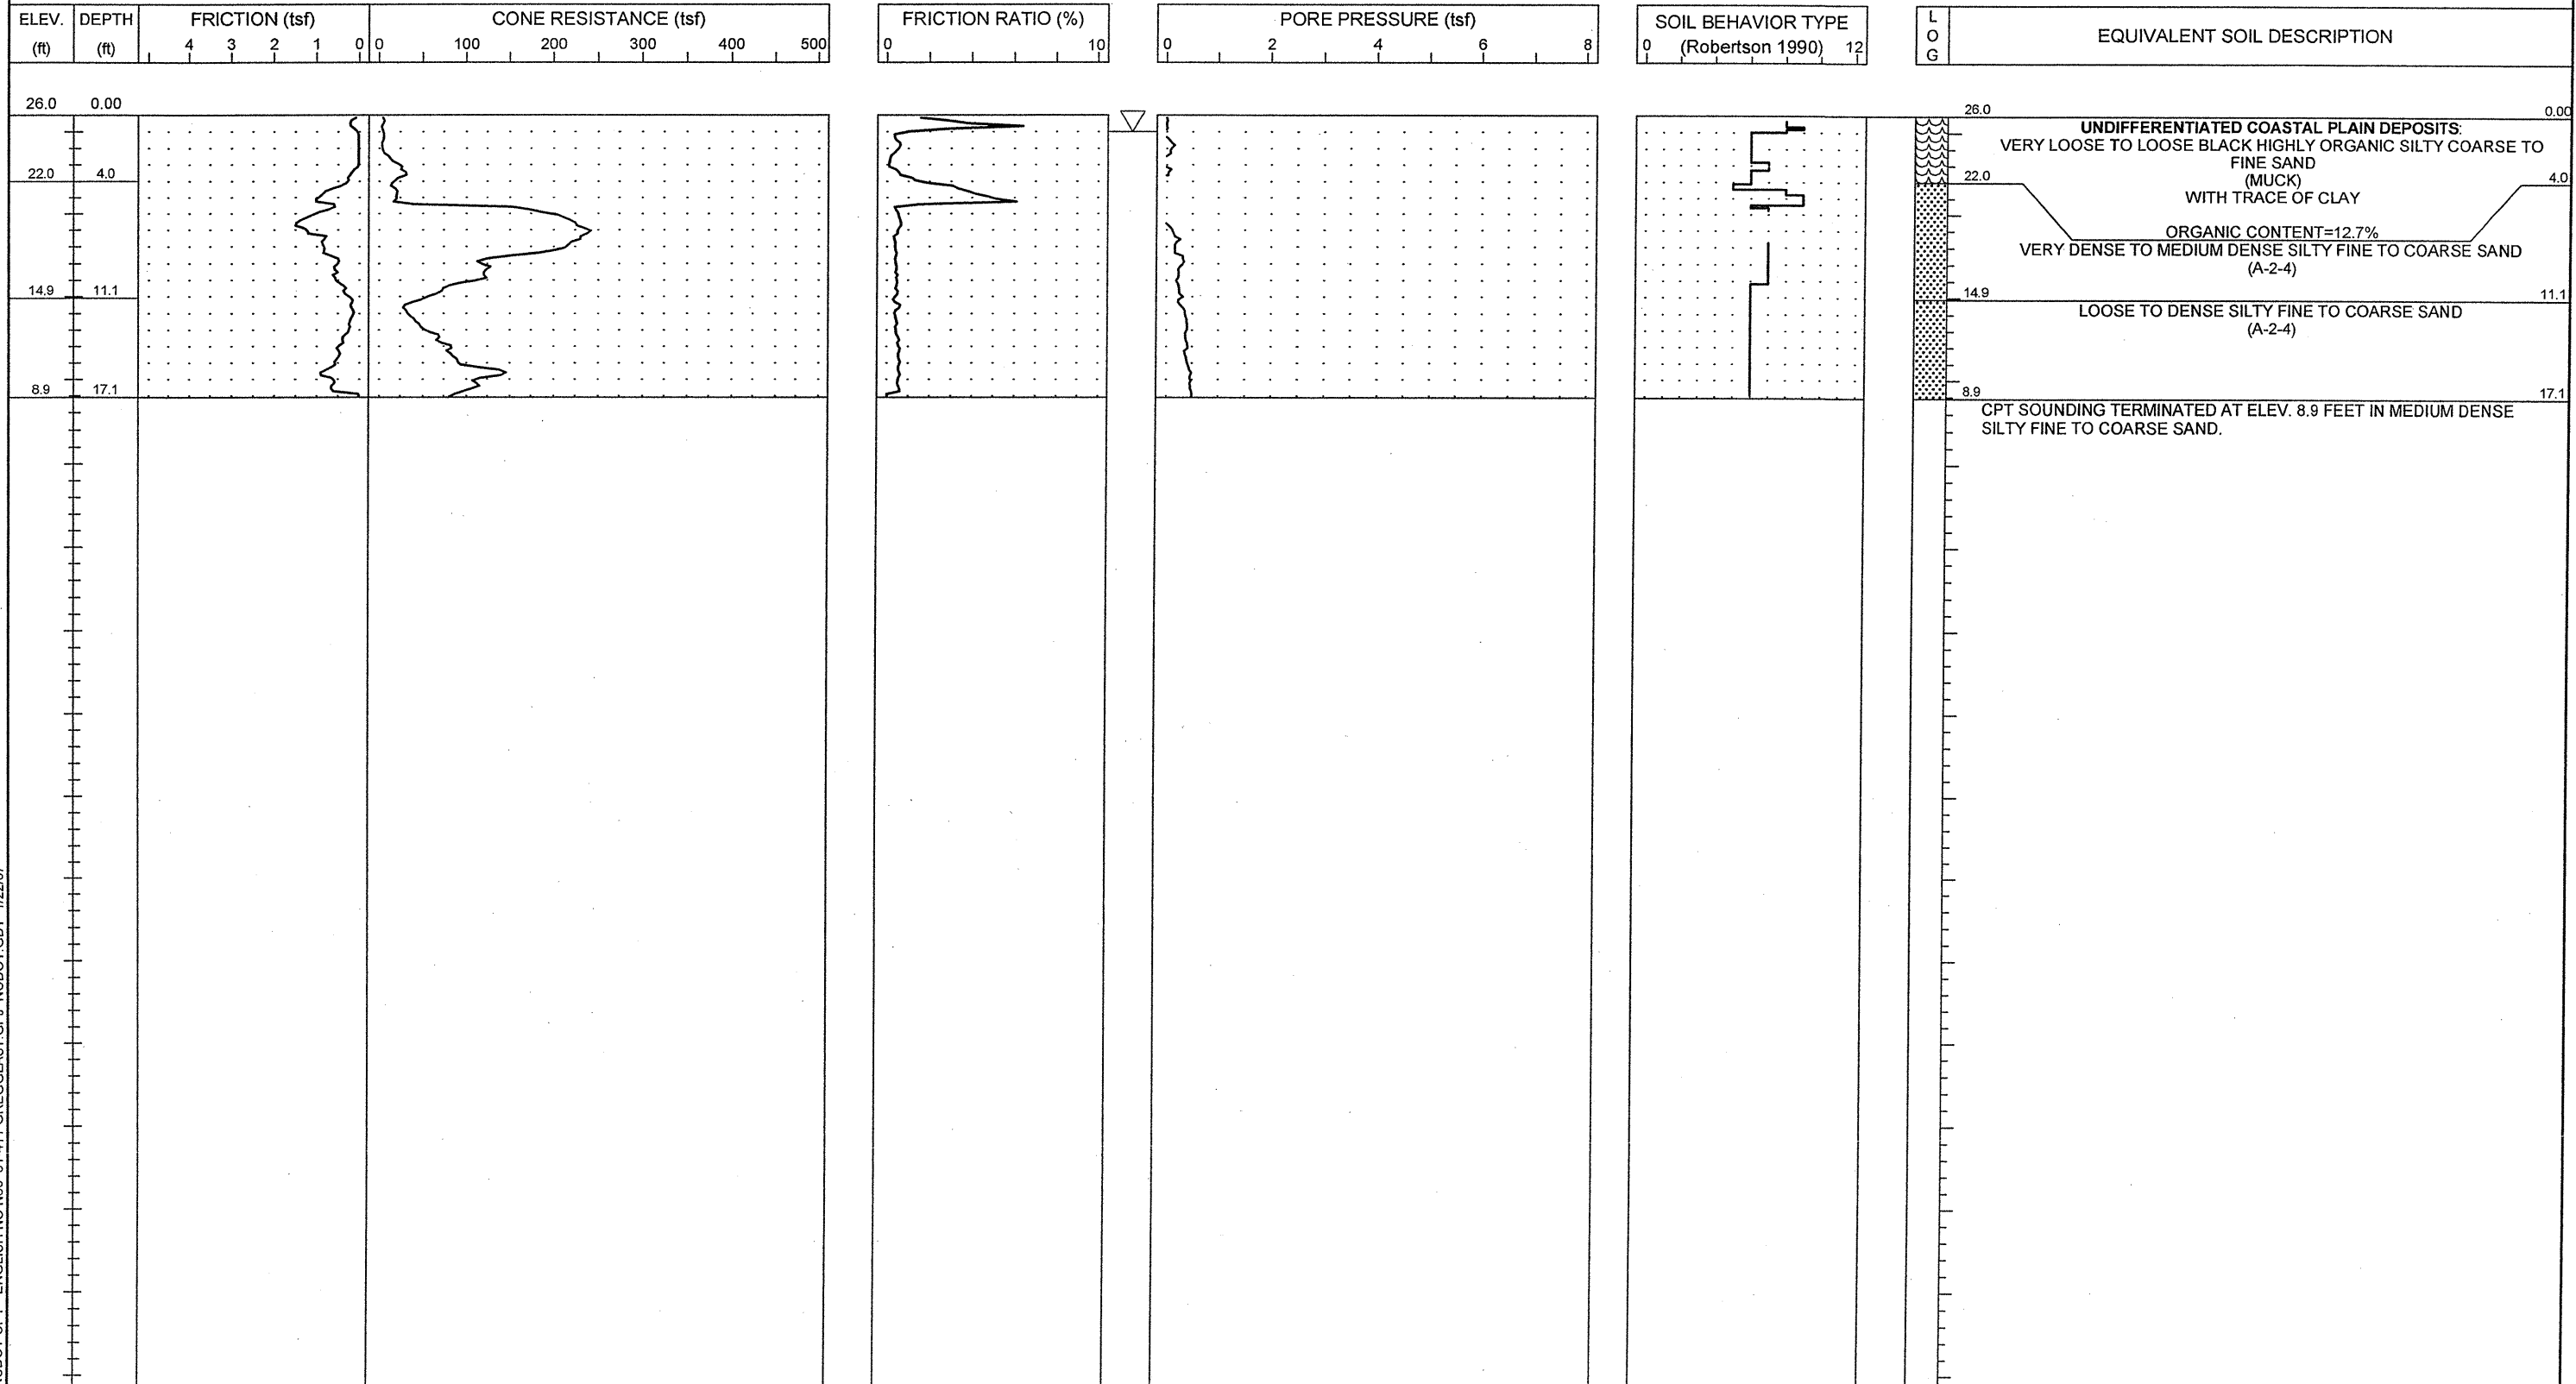 ELEV. DEPTH FRICTION (tsf) CONE RESISTANCE (tsf) FRICTION RATIO (%) PORE PRESSURE (tsf) SOIL BEHAVIOR TYPE L
(ft) (ft) 4 3 2 1 0 0 100 200 300 400 500 0 10 0 2 4 6 8 0 (Robertson 1990) 12 O EQUIVALENT SOIL DESCRIPTION
G
26.0 0.00
26.0 0.00
UNDIFFERENTIATED COASTAL PLAIN DEPOSITS:
VERY LOOSE TO LOOSE BLACK HIGHLY ORGANIC SILTY COARSE TO
FINE SAND
22.0 4.0
22.0 (MUCK) 4.0
WITH TRACE OF CLAY
ORGANIC CONTENT=12.7%
VERY DENSE TO MEDIUM DENSE SILTY FINE TO COARSE SAND
(A-2-4)
14.9 11.1
14.9 11.1
LOOSE TO DENSE SILTY FINE TO COARSE SAND
(A-2-4)
8.9 17.1
8.9 17.1
CPT SOUNDING TERMINATED AT ELEV. 8.9 FEET IN MEDIUM DENSE
SILTY FINE TO COARSE SAND.